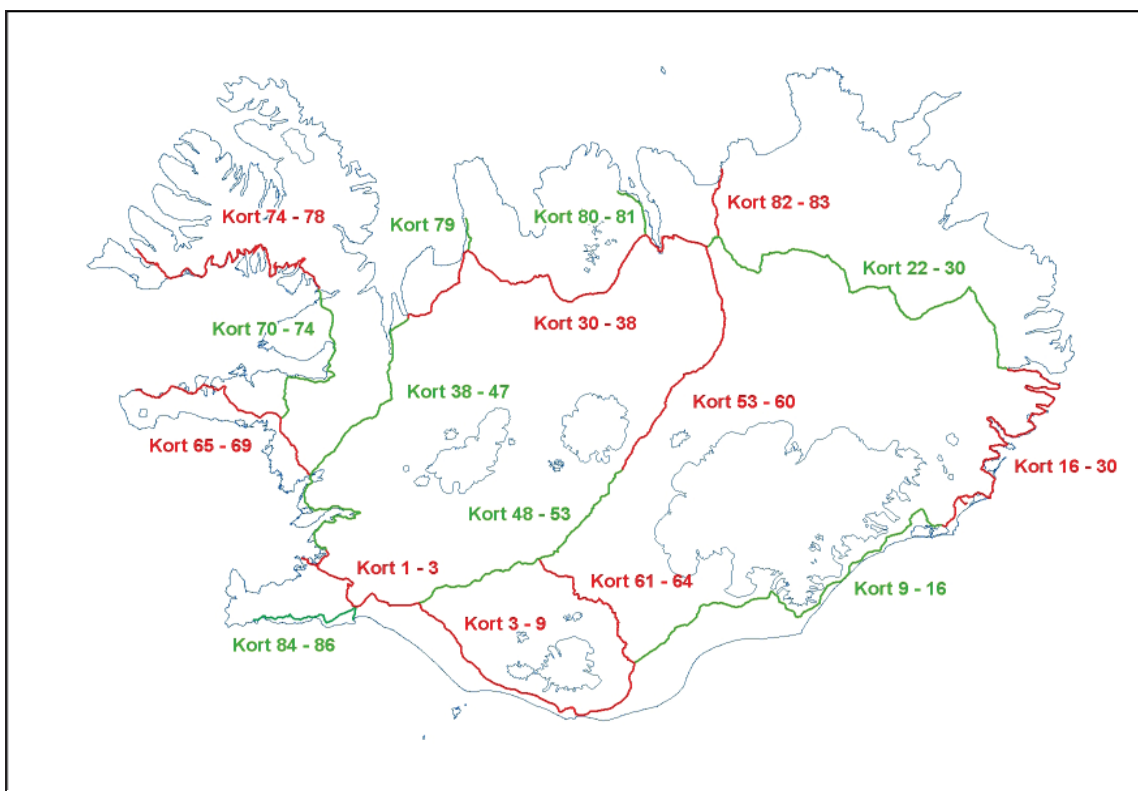 Kort 74 - 78
Kort 79
Kort 80 - 81
Kort 82 - 83
Kort 22 - 30
Kort 70 - 74
Kort 30 - 38
Kort 38 - 47
Kort 53 - 60
Kort 65 - 69
Kort 16 - 30
Kort 48 - 53
Kort 1 - 3
Kort 61 - 64
Kort 9 - 16
Kort 3 - 9
Kort 84 - 86